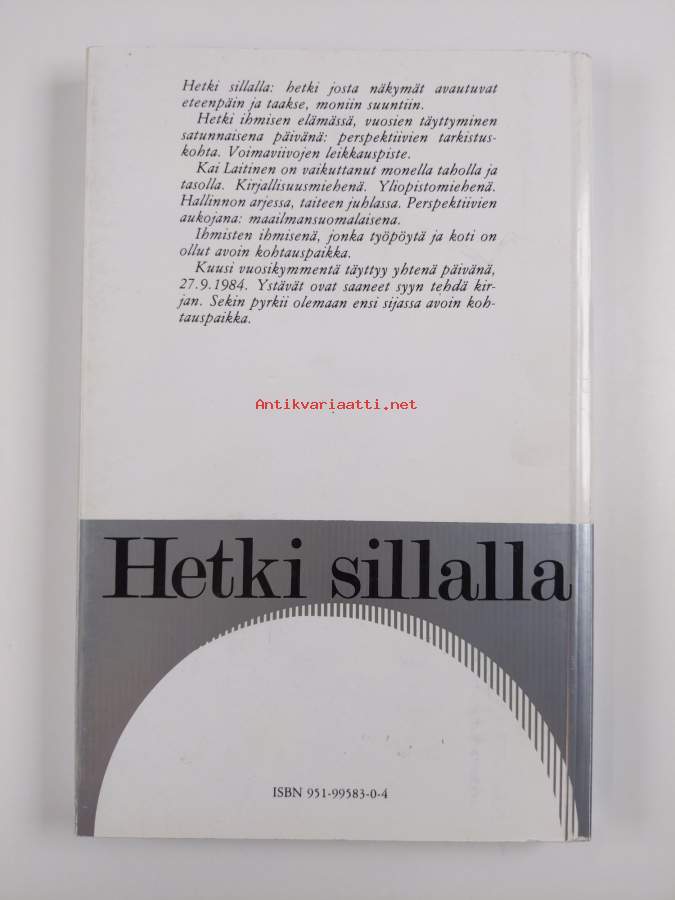 Hetki sillalla: hetki josta näkymät avautuvat
eteenpäin ja taakse, moniin suuntiin.
Hetki ihmisen elämässä, vuosien täyttyminen
satunnaisena päivänä: perspektiivien tarkistus-
kohta. Voimaviivojen leikkauspiste.
Kai Laitinen on vaikuttanut monella taholla ja
tasolla. Kirjallisuusmiehenä. Yliopistomiehenä.
Hallinnon arjessa, taiteen juhlassa. Perspektiivien
aukojana: maailmansuomalaisena.
Ihmisten ihmisenä, jonka työpöytä ja koti on
ollut avoin kohtauspaikka.
Kuusi vuosikymmentä täyttyy yhtenä päivänä,
27.9.1984. Ystävät ovat saaneet syyn tehdä kir-
jan. Sekin pyrkii olemaan ensi sijassa avoin koh-
tauspaikka.
Antikvariaatti.net
Hetki sillalla
ISBN 951-99583-0-4